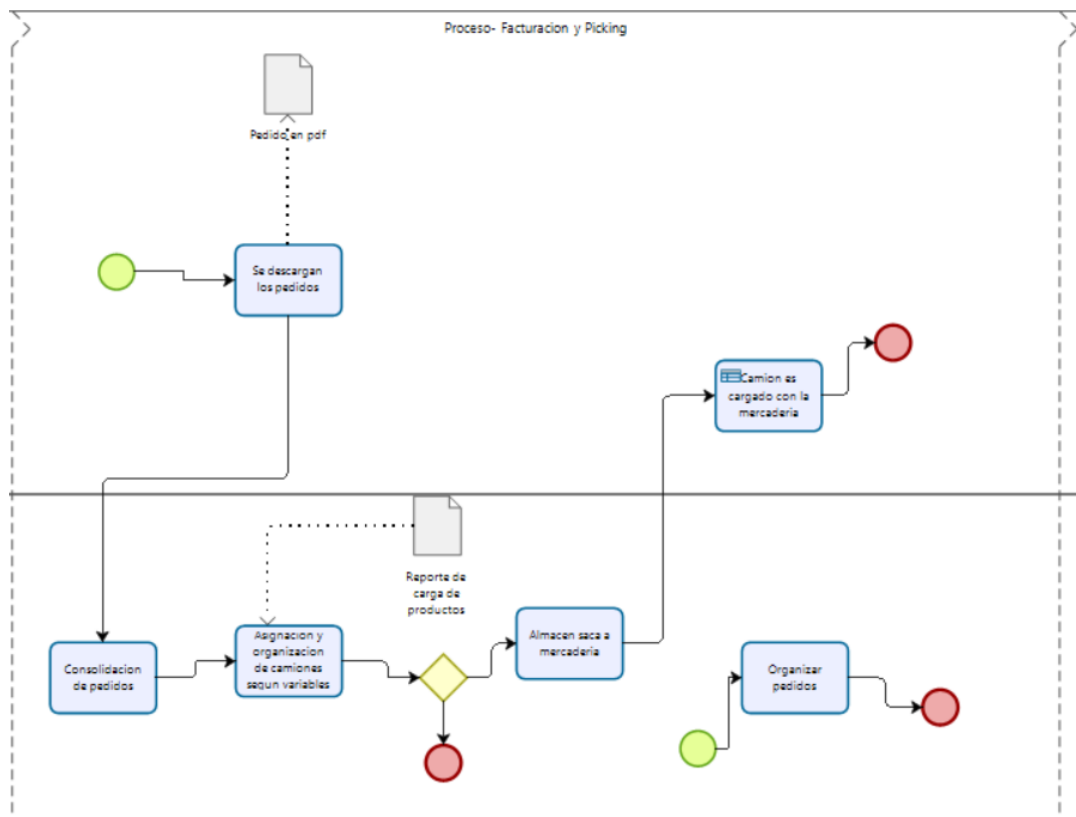 Proceso- Facturacion y Picking
Pedido en pdf
Se descargan
los pedidos
Camion es
cargado con la
mercaderia
Reporte de
carga de
productos
Consolidacion
de pedidos
Asignacion y
organizacion
de camiones
segun variables
Almacen saca a
mercaderia
Organizar
pedidos